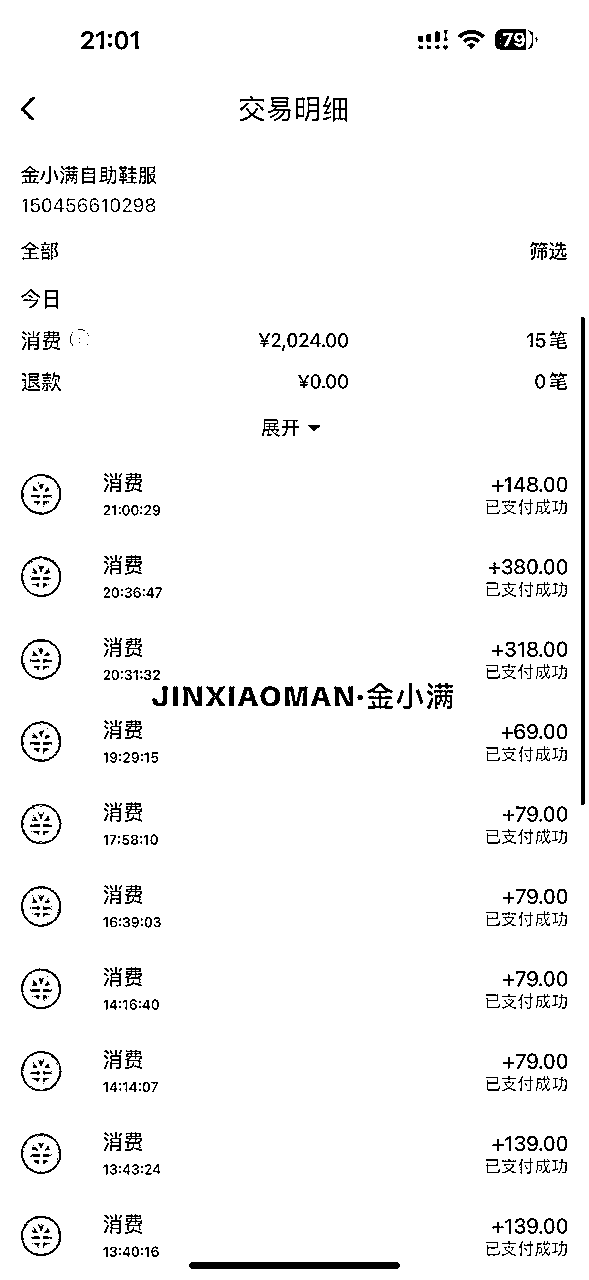 21:01
79
交易明细
金小满自助鞋服
150456610298
全部 筛选
今日
消费 ¥2,024.00 15笔
退款 ¥0.00 0笔
展开
消费 +148.00
21:00:29 已支付成功
消费 +380.00
20:36:47 已支付成功
消费 +318.00
20:31:32 已支付成功
JINXIAOMAN·金小满
消费 +69.00
19:29:15 已支付成功
消费 +79.00
17:58:10 已支付成功
消费 +79.00
16:39:03 已支付成功
消费 +79.00
14:16:40 已支付成功
消费 +79.00
14:14:07 已支付成功
消费 +139.00
13:43:24 已支付成功
消费 +139.00
13:40:16 已支付成功